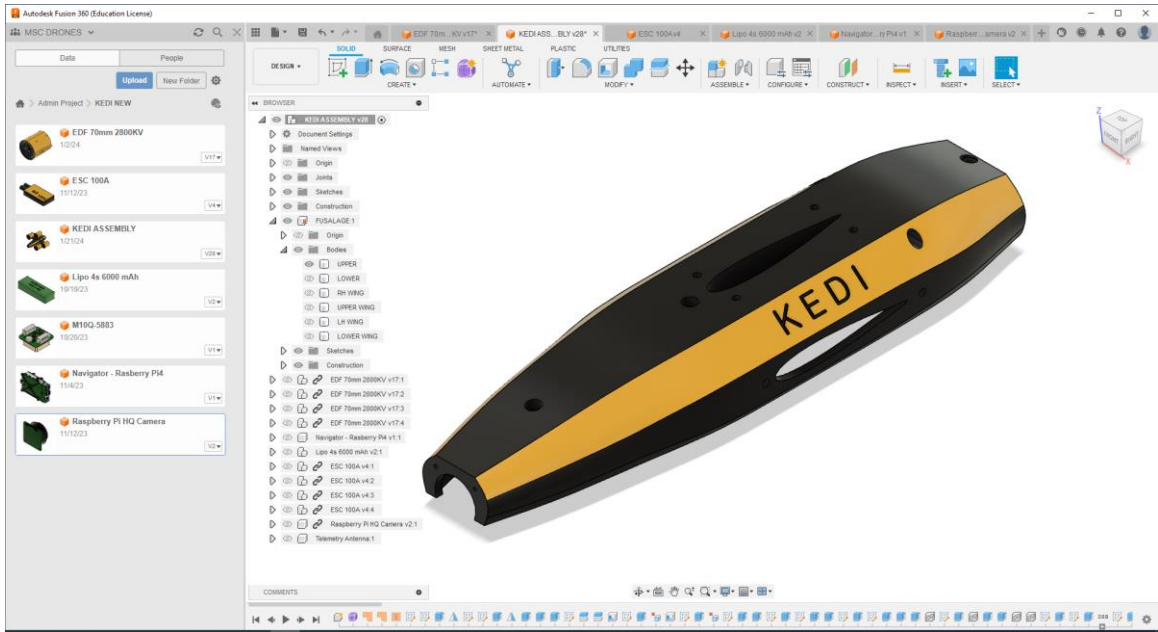 Autodesk Fusion 360 (Education License)
MSC DRONES
EDF 70m...KV v17*
KEDI ASS...BLY v28*
ESC 100A v4
Lipo 4s 6000 mAh v2
Navigator...ry Pi4 v1
Raspberr...amera v2
Data
People
SOLID
SURFACE
MESH
SHEET METAL
PLASTIC
UTILITIES
DESIGN
Upload
New Folder
CREATE
AUTOMATE
MODIFY
ASSEMBLE
CONFIGURE
CONSTRUCT
INSPECT
INSERT
SELECT
Admin Project > KEDI NEW
EDF 70mm 2800KV
1/2/24
V17
ESC 100A
11/12/23
V4
KEDI ASSEMBLY
1/21/24
V28
Lipo 4s 6000 mAh
10/19/23
V2
M10Q-5883
10/20/23
V1
Navigator - Rasberry Pi4
11/4/23
V1
Raspberry Pi HQ Camera
11/12/23
V2
BROWSER
KEDI ASSEMBLY v28
Document Settings
Named Views
Origin
Joints
Sketches
Construction
FUSALAGE:1
Origin
Bodies
UPPER
LOWER
RH WING
UPPER WING
LH WING
LOWER WING
Sketches
Construction
EDF 70mm 2800KV v17:1
EDF 70mm 2800KV v17:2
EDF 70mm 2800KV v17:3
EDF 70mm 2800KV v17:4
Navigator - Rasberry Pi4 v1:1
Lipo 4s 6000 mAh v2:1
ESC 100A v4:1
ESC 100A v4:2
ESC 100A v4:3
ESC 100A v4:4
Raspberry Pi HQ Camera v2:1
Telemetry Antenna:1
KEDI
Z
TOP
FRONT
RIGHT
X
COMMENTS